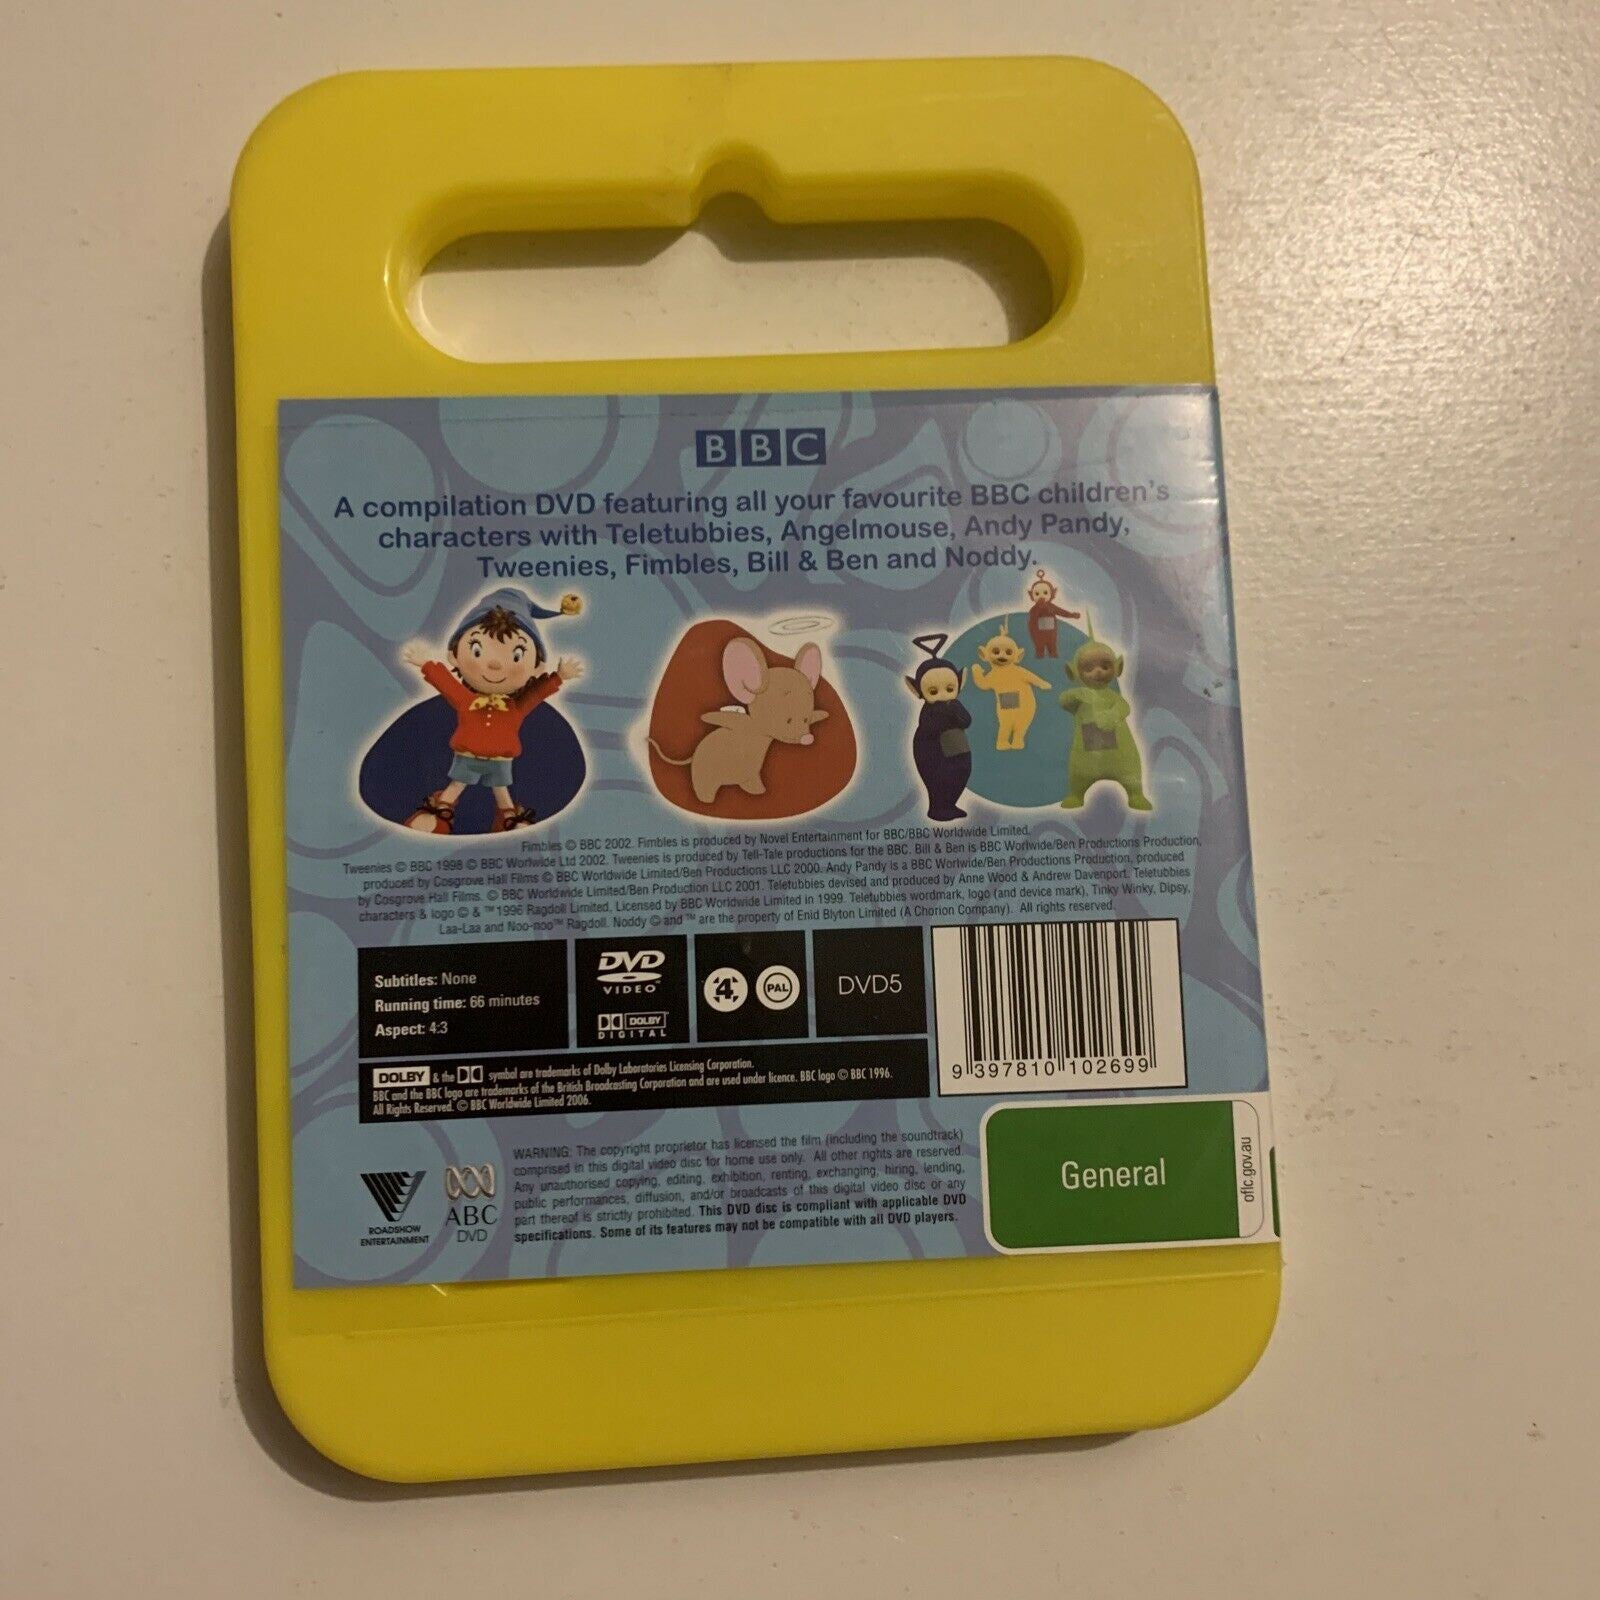 BBC
A compilation DVD featuring all your favourite BBC children's
characters with Teletubbies, Angelmouse, Andy Pandy,
Tweenies, Fimbles, Bill & Ben and Noddy.
Fimbles © BBC 2002. Fimbles is produced by Novel Entertainment for BBC/BBC Worldwide Limited.
Tweenies © BBC 1998 © BBC Worlwide Ltd 2002. Tweenies is produced by Tell-Tale productions for the BBC. Bill & Ben is BBC Worlwide/Ben Productions Production,
produced by Cosgrove Hall Films © BBC Worldwide Limited/Ben Productions LLC 2000. Andy Pandy is a BBC Worlwide/Ben Productions Production, produced
by Cosgrove Hall Films. © BBC Worldwide Limited/Ben Production LLC 2001. Teletubbies devised and produced by Anne Wood & Andrew Davenport. Teletubbies
characters & logo © & ™ 1996 Ragdoll Limited. Licensed by BBC Worldwide Limited in 1999. Teletubbies wordmark, logo (and device mark), Tinky Winky, Dipsy,
Laa-Laa and Noo-noo™ Ragdoll. Noddy © and ™ are the property of Enid Blyton Limited (A Chorion Company). All rights reserved.
Subtitles: None
Running time: 66 minutes
Aspect: 4:3
DVD
VIDEO™
DOLBY
DIGITAL
4
PAL
DVD5
9 397810 102699
DOLBY & the symbol are trademarks of Dolby Laboratories Licensing Corporation.
BBC and the BBC logo are trademarks of the British Broadcasting Corporation and are used under licence. BBC logo © BBC 1996.
All Rights Reserved. © BBC Worldwide Limited 2006.
ROADSHOW
ENTERTAINMENT
ABC
DVD
WARNING: The copyright proprietor has licensed the film (including the soundtrack)
comprised in this digital video disc for home use only. All other rights are reserved.
Any unauthorised copying, editing, exhibition, renting, exchanging, hiring, lending,
public performances, diffusion, and/or broadcasts of this digital video disc or any
part thereof is strictly prohibited. This DVD disc is compliant with applicable DVD
specifications. Some of its features may not be compatible with all DVD players.
General
oflc.gov.au